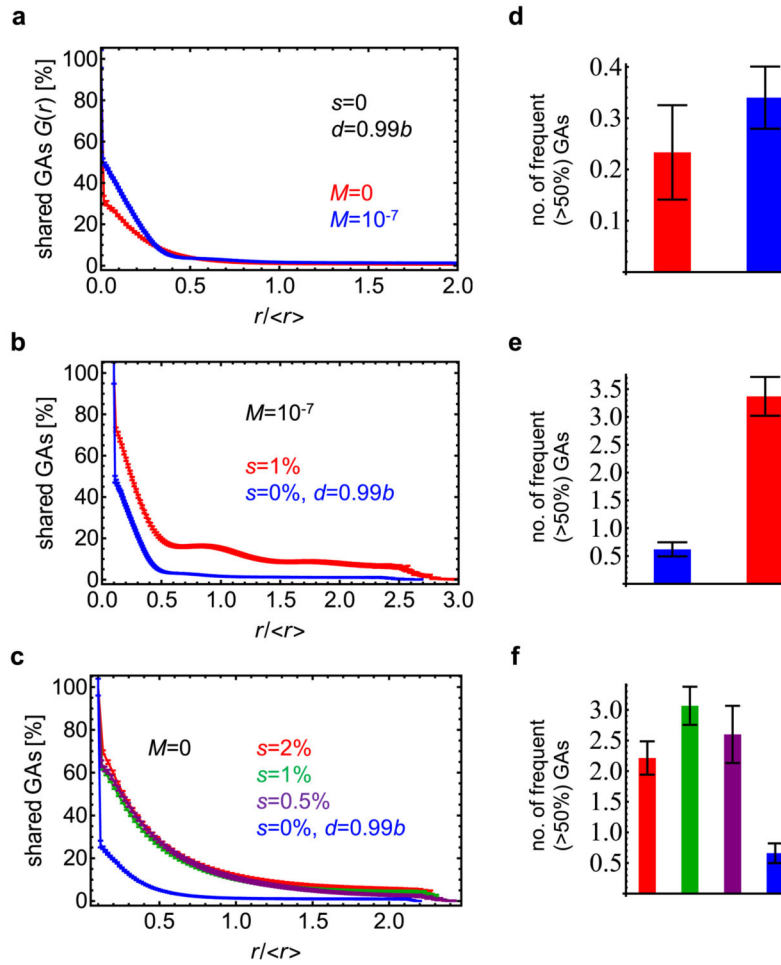 a
shared GAs G(r) [%]
100
80
60
40
20
0
s=0
d=0.99b
M=0
M=10⁻⁷
0.0 0.5 1.0 1.5 2.0
r/<r>
d
no. of frequent
(>50%) GAs
0.4
0.3
0.2
0.1
b
shared GAs [%]
100
80
60
40
20
0
M=10⁻⁷
s=1%
s=0%, d=0.99b
0.0 0.5 1.0 1.5 2.0 2.5 3.0
r/<r>
e
no. of frequent
(>50%) GAs
3.5
3.0
2.5
2.0
1.5
1.0
0.5
c
shared GAs [%]
100
80
60
40
20
0
M=0
s=2%
s=1%
s=0.5%
s=0%, d=0.99b
0.5 1.0 1.5 2.0
r/<r>
f
no. of frequent
(>50%) GAs
3.0
2.5
2.0
1.5
1.0
0.5